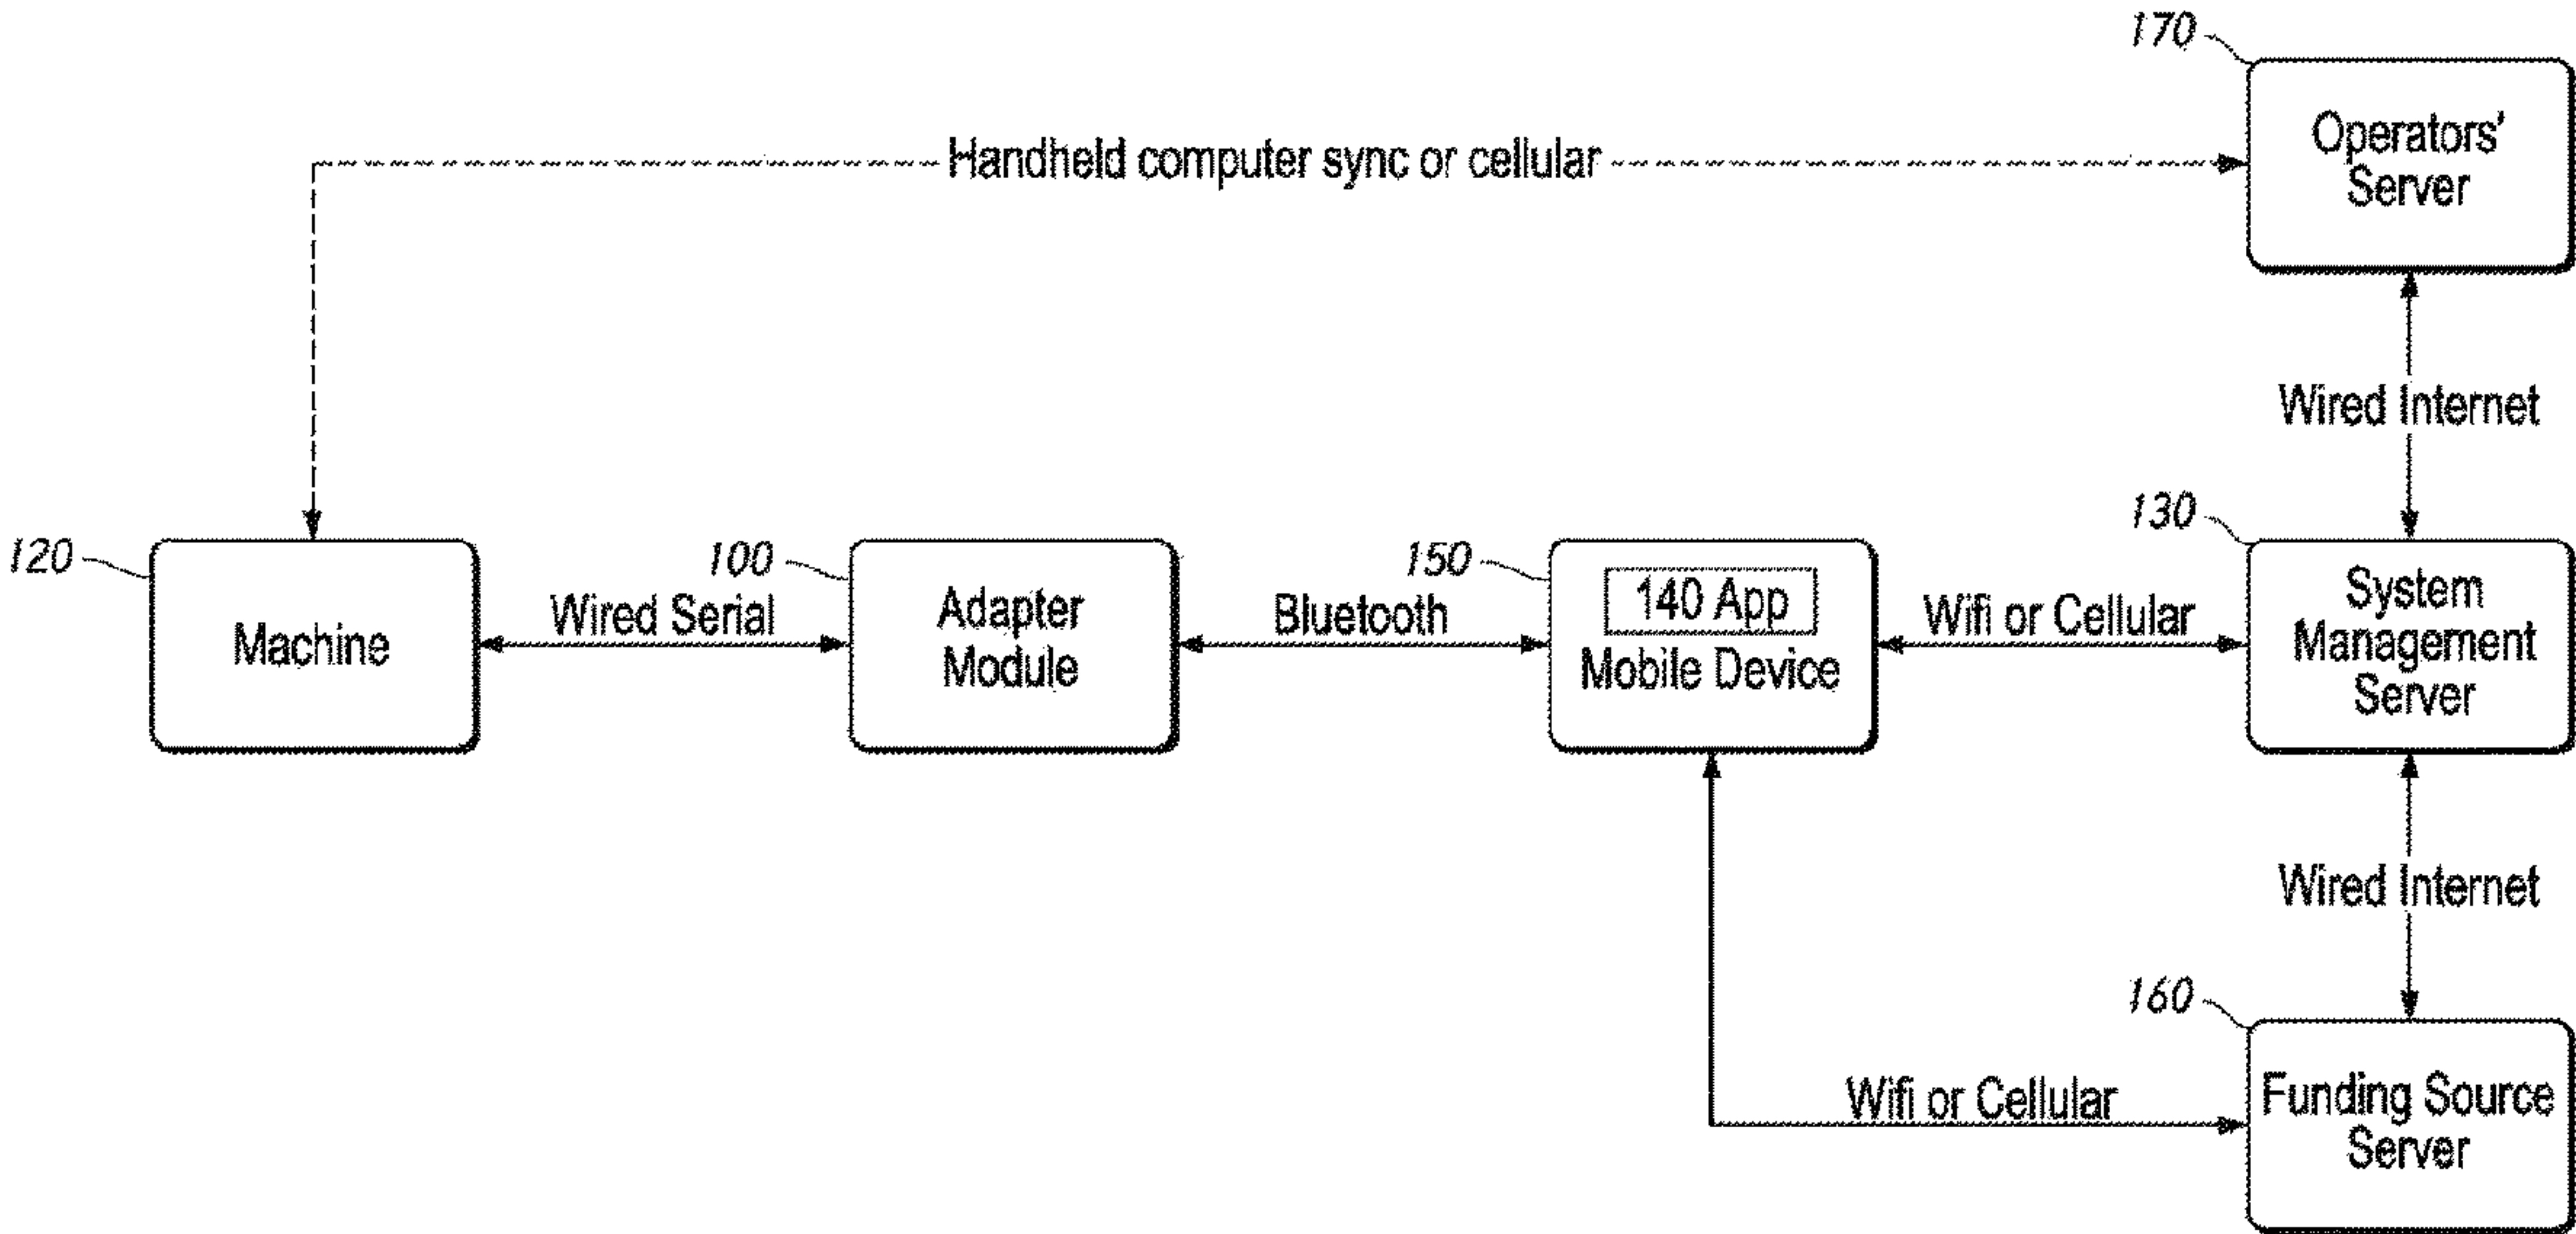 170
Operators'
Server
Handheld computer sync or cellular
Wired Internet
120
Machine
Wired Serial
100
Adapter
Module
Bluetooth
150
140 App
Mobile Device
Wifi or Cellular
130
System
Management
Server
Wired Internet
160
Funding Source
Server
Wifi or Cellular